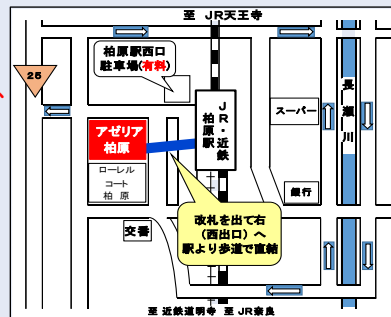 至 JR天王寺
柏原駅西口
駐車場(有料)
25
JR・近鉄
柏原駅
スーパー
長瀬川
アゼリア
柏原
ローレル
コート
柏原
銀行
改札を出て右
(西出口)へ
駅より歩道で直結
交番
至 近鉄道明寺 至 JR奈良